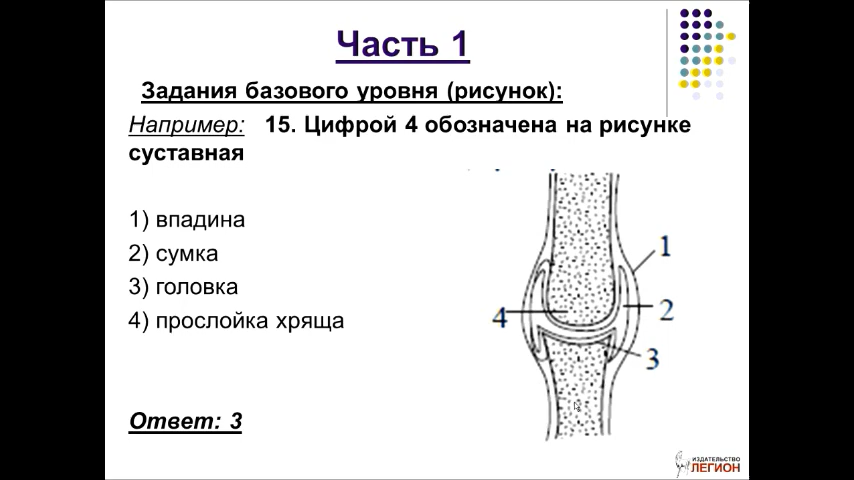 Часть 1
Задания базового уровня (рисунок):
Например: 15. Цифрой 4 обозначена на рисунке
суставная
1) впадина
2) сумка
3) головка
4) прослойка хряща
1
2
4
3
Ответ: 3
ИЗДАТЕЛЬСТВО
ЛЕГИОН